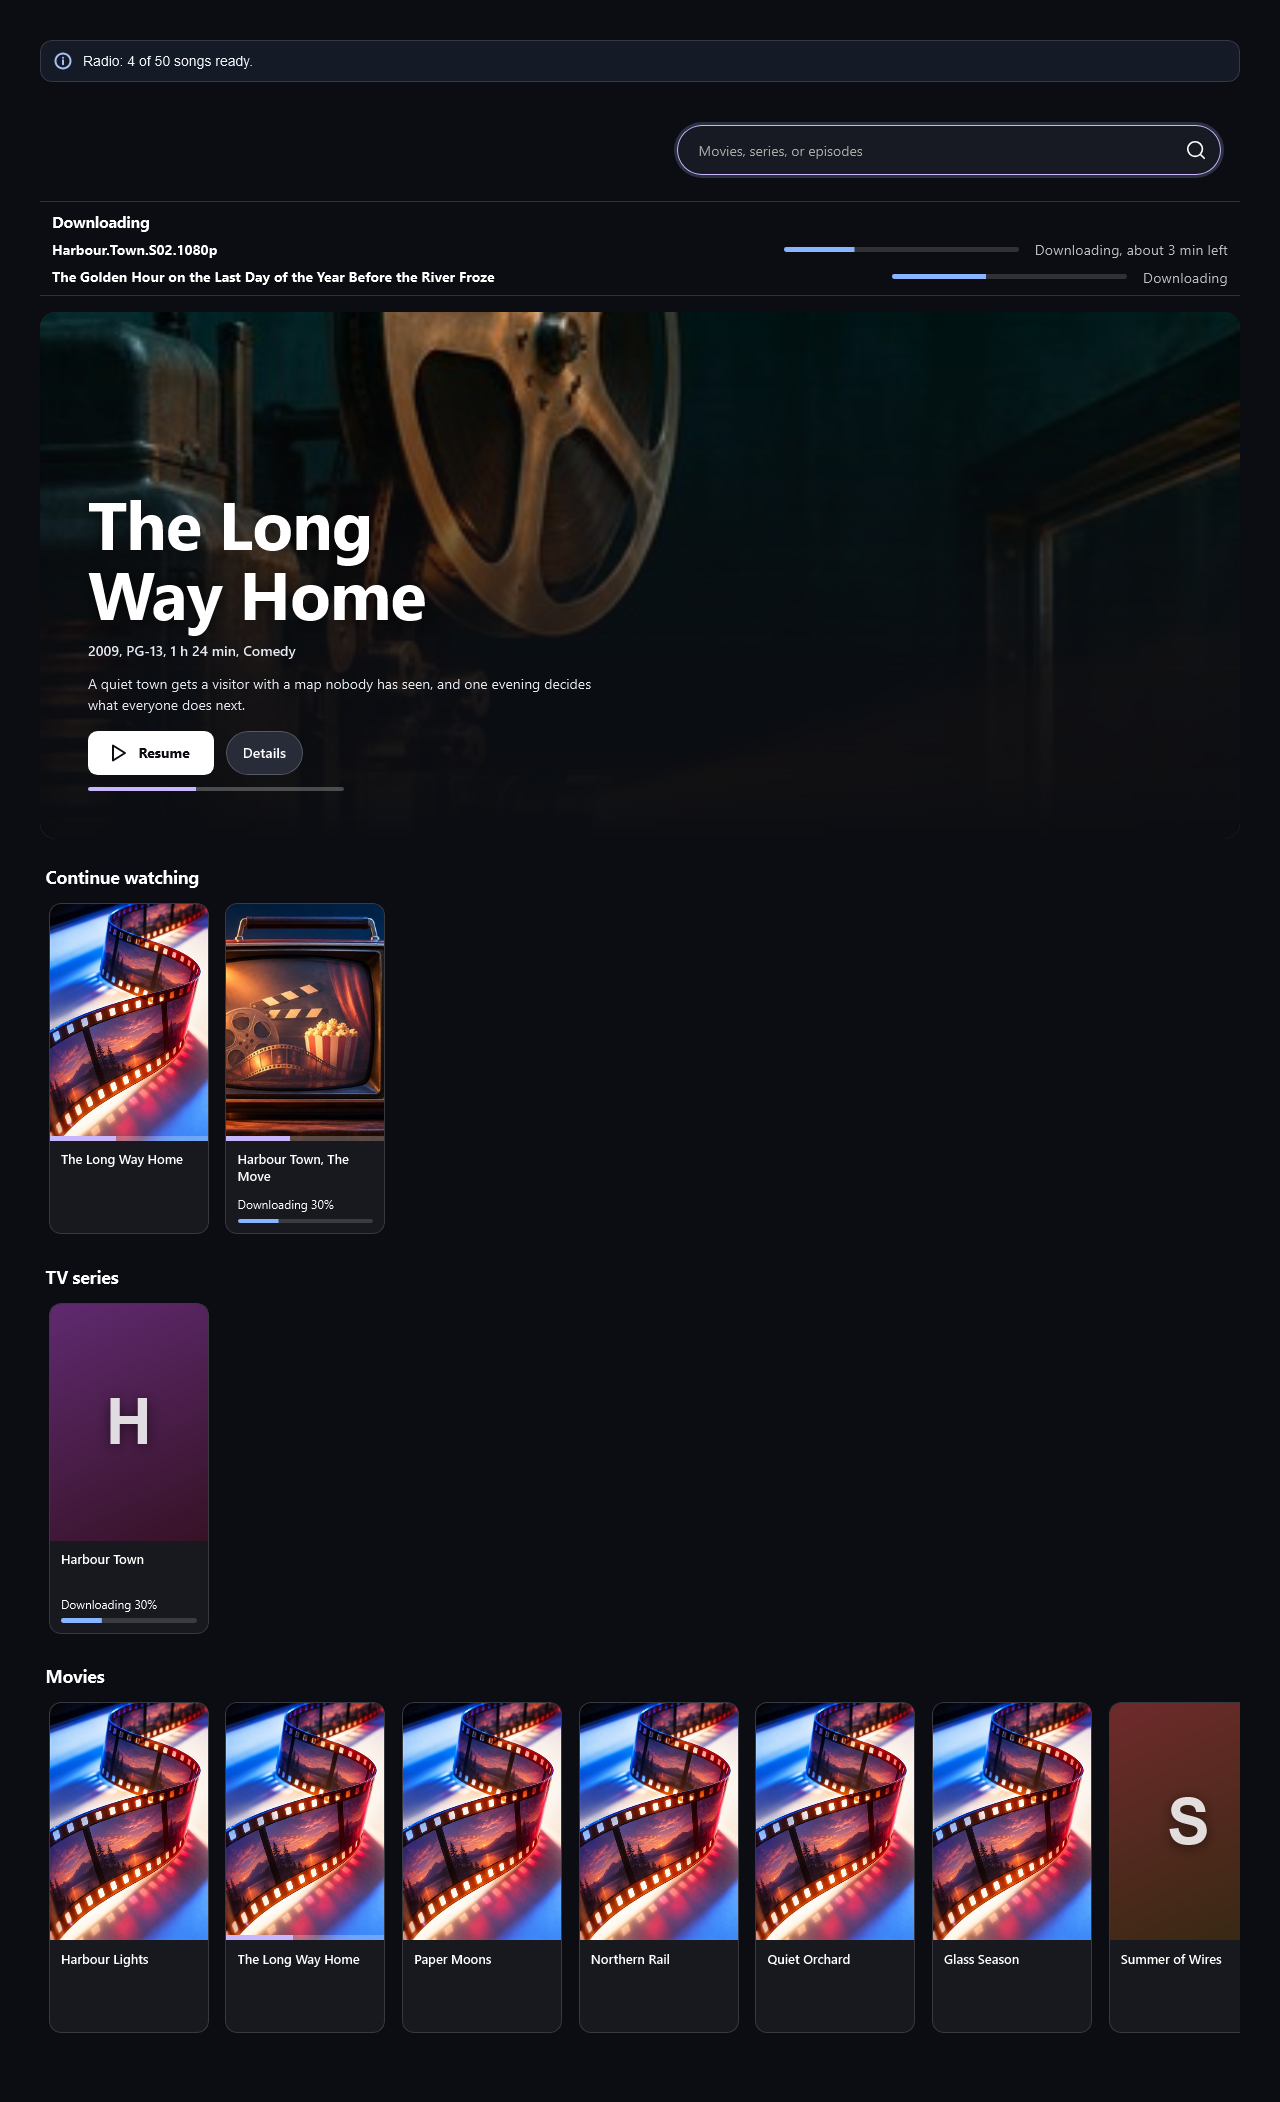 Radio: 4 of 50 songs ready.
Movies, series, or episodes
Downloading
Harbour.Town.S02.1080p
Downloading, about 3 min left
The Golden Hour on the Last Day of the Year Before the River Froze
Downloading
The Long
Way Home
2009, PG-13, 1 h 24 min, Comedy
A quiet town gets a visitor with a map nobody has seen, and one evening decides
what everyone does next.
Resume
Details
Continue watching
The Long Way Home
Harbour Town, The
Move
Downloading 30%
TV series
H
Harbour Town
Downloading 30%
Movies
S
Harbour Lights
The Long Way Home
Paper Moons
Northern Rail
Quiet Orchard
Glass Season
Summer of Wires